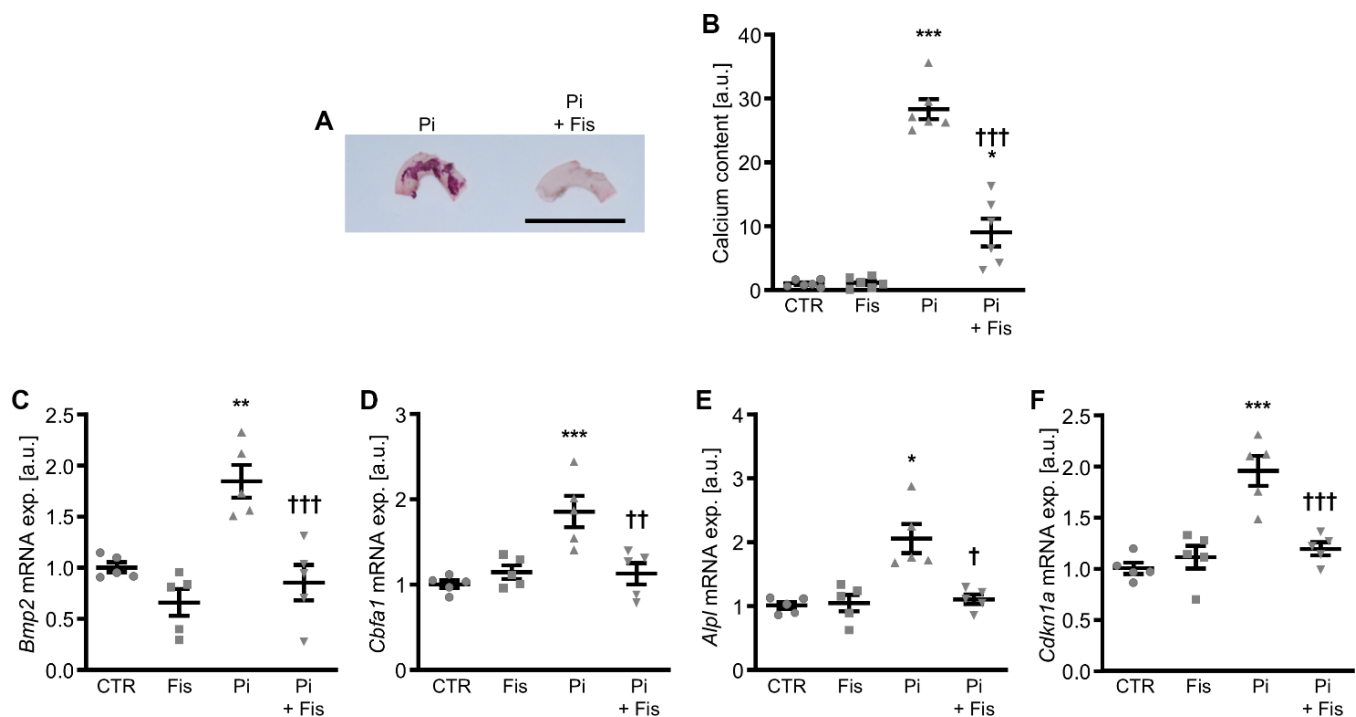 A
Pi
Pi
+ Fis
B
Calcium content [a.u.]
40
30
20
10
0
***
†††
*
CTR
Fis
Pi
Pi
+ Fis
C
Bmp2 mRNA exp. [a.u.]
2.5
2.0
1.5
1.0
0.5
0.0
**
†††
CTR
Fis
Pi
Pi
+ Fis
D
Cbfa1 mRNA exp. [a.u.]
3
2
1
0
***
††
CTR
Fis
Pi
Pi
+ Fis
E
Alpl mRNA exp. [a.u.]
4
3
2
1
0
*
†
CTR
Fis
Pi
Pi
+ Fis
F
Cdkn1a mRNA exp. [a.u.]
2.5
2.0
1.5
1.0
0.5
0.0
***
†††
CTR
Fis
Pi
Pi
+ Fis